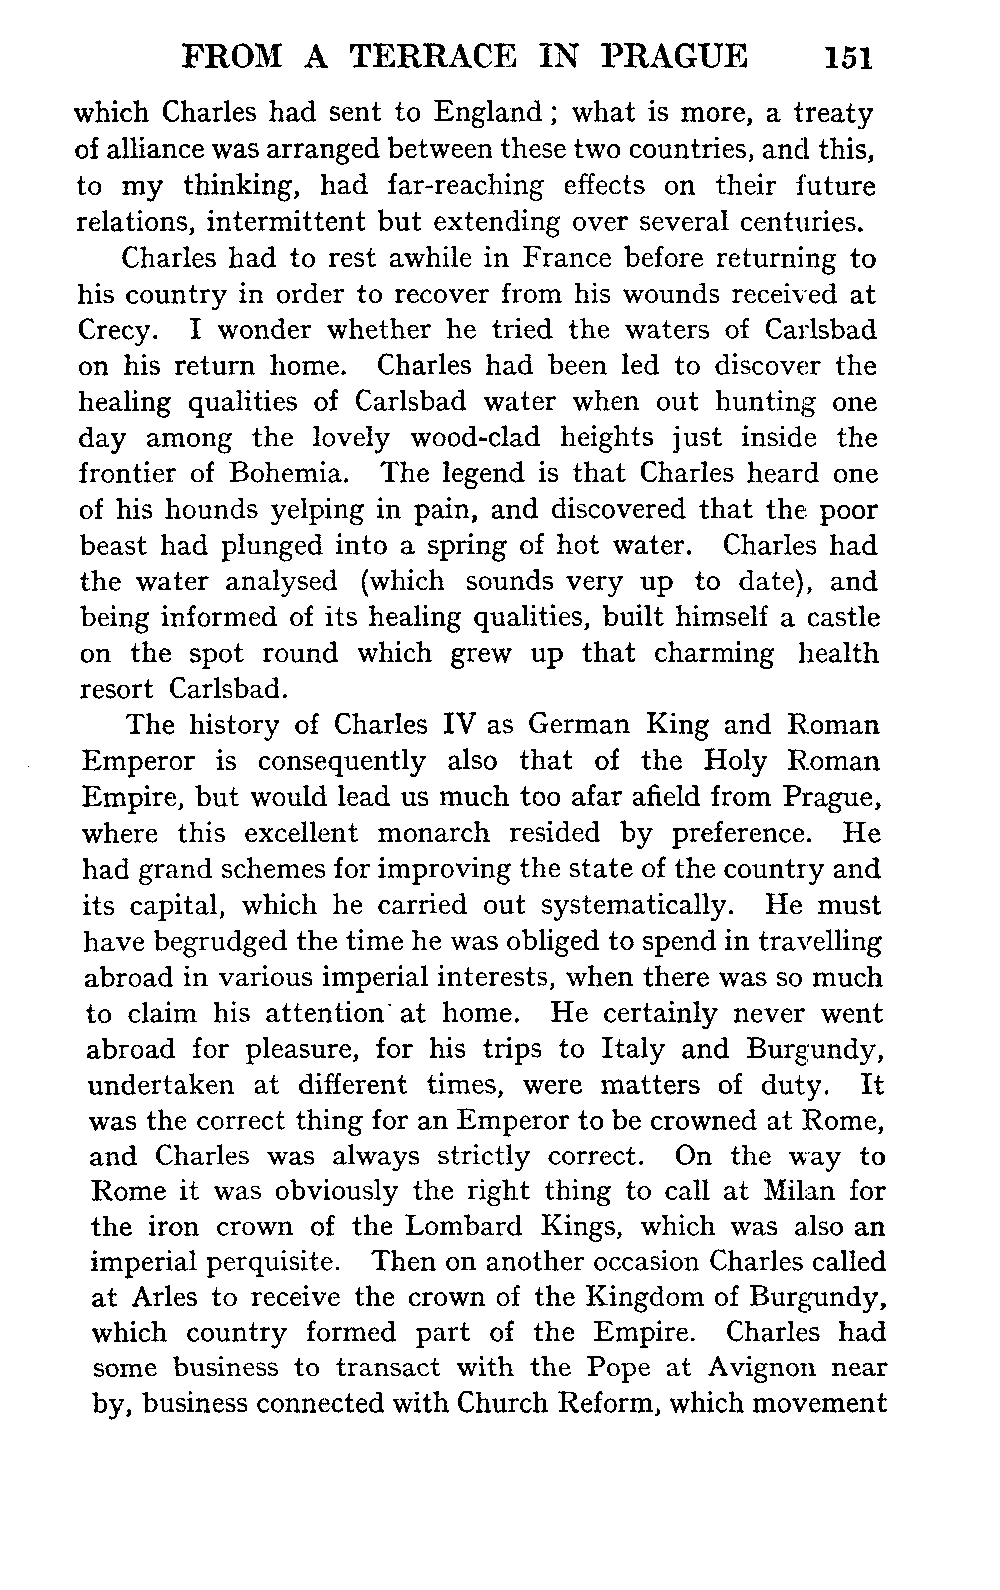 FROM A TERRACE IN PRAGUE 151
which Charles had sent to England ; what is more, a treaty
of alliance was arranged between these two countries, and this,
to my thinking, had far-reaching effects on their future
relations, intermittent but extending over several centuries.
Charles had to rest awhile in France before returning to
his country in order to recover from his wounds received at
Crecy. I wonder whether he tried the waters of Carlsbad
on his return home. Charles had been led to discover the
healing qualities of Carlsbad water when out hunting one
day among the lovely wood-clad heights just inside the
frontier of Bohemia. The legend is that Charles heard one
of his hounds yelping in pain, and discovered that the poor
beast had plunged into a spring of hot water. Charles had
the water analysed (which sounds very up to date), and
being informed of its healing qualities, built himself a castle
on the spot round which grew up that charming health
resort Carlsbad.
The history of Charles IV as German King and Roman
Emperor is consequently also that of the Holy Roman
Empire, but would lead us much too afar afield from Prague,
where this excellent monarch resided by preference. He
had grand schemes for improving the state of the country and
its capital, which he carried out systematically. He must
have begrudged the time he was obliged to spend in travelling
abroad in various imperial interests, when there was so much
to claim his attention at home. He certainly never went
abroad for pleasure, for his trips to Italy and Burgundy,
undertaken at different times, were matters of duty. It
was the correct thing for an Emperor to be crowned at Rome,
and Charles was always strictly correct. On the way to
Rome it was obviously the right thing to call at Milan for
the iron crown of the Lombard Kings, which was also an
imperial perquisite. Then on another occasion Charles called
at Arles to receive the crown of the Kingdom of Burgundy,
which country formed part of the Empire. Charles had
some business to transact with the Pope at Avignon near
by, business connected with Church Reform, which movement